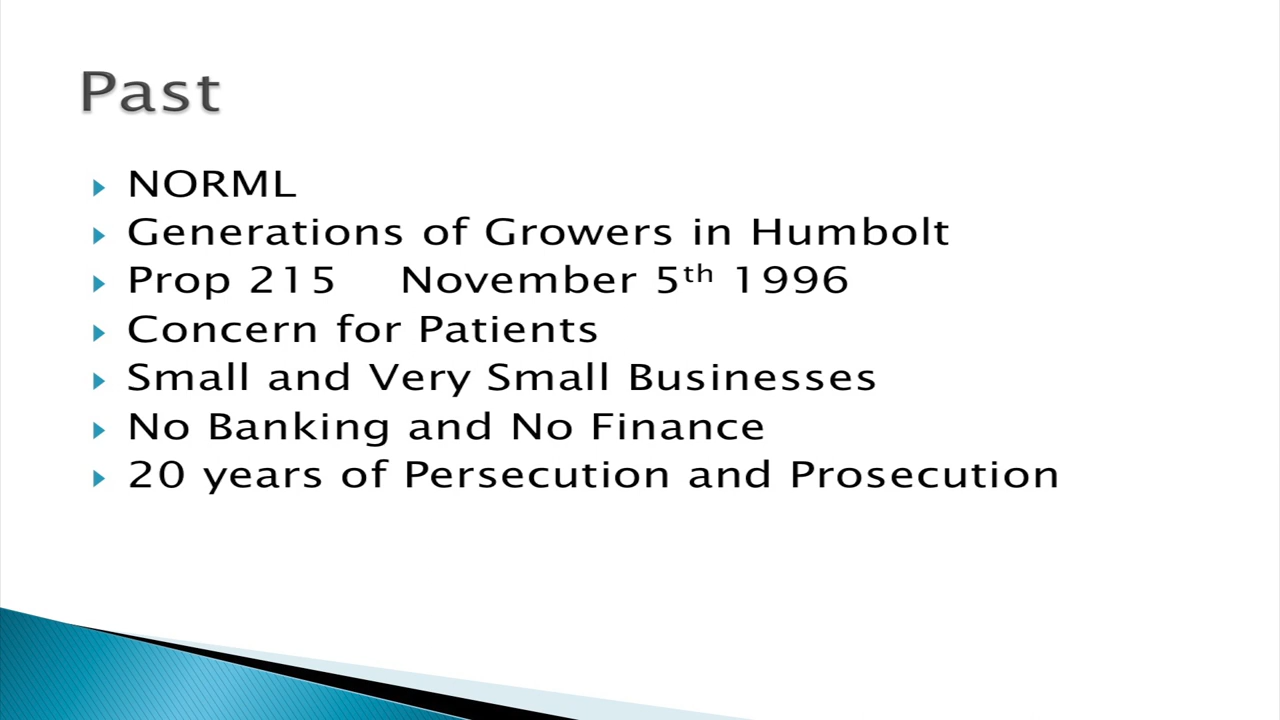 Past
NORML
Generations of Growers in Humbolt
Prop 215 November 5th 1996
Concern for Patients
Small and Very Small Businesses
No Banking and No Finance
20 years of Persecution and Prosecution